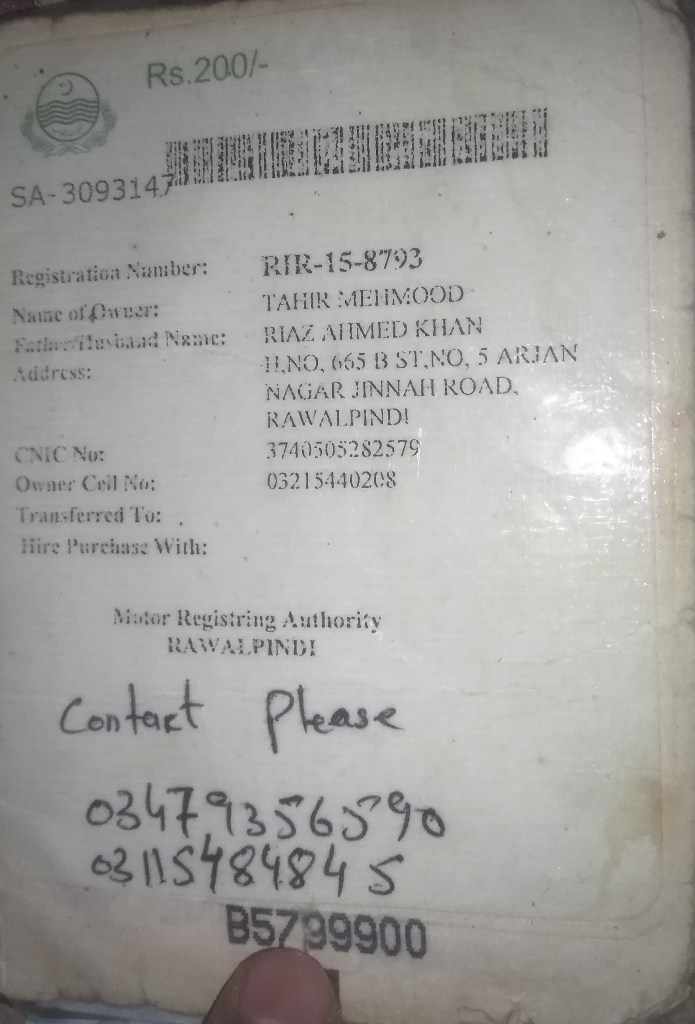 Rs.200/-
SA-3093147
Registration Number: RIR-15-8793
Name of Owner: TAHIR MEHMOOD
Father/Husband Name: RIAZ AHMED KHAN
Address: H,NO, 665 B ST,NO, 5 ARJAN
NAGAR JINNAH ROAD,
RAWALPINDI
CNIC No: 3740505282579
Owner Cell No: 03215440208
Transferred To:
Hire Purchase With:
Motor Registring Authority
RAWALPINDI
Contact Please
03479356590
03115484845
B5799900